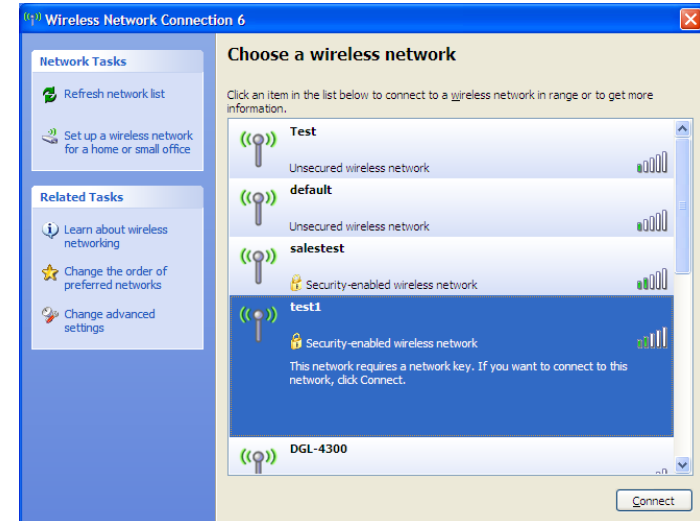 Wireless Network Connection 6
Network Tasks
Refresh network list
Set up a wireless network
for a home or small office
Related Tasks
Learn about wireless
networking
Change the order of
preferred networks
Change advanced
settings
Choose a wireless network
Click an item in the list below to connect to a wireless network in range or to get more
information.
Test
Unsecured wireless network
default
Unsecured wireless network
salestest
Security-enabled wireless network
test1
Security-enabled wireless network
This network requires a network key. If you want to connect to this
network, click Connect.
DGL-4300
Connect